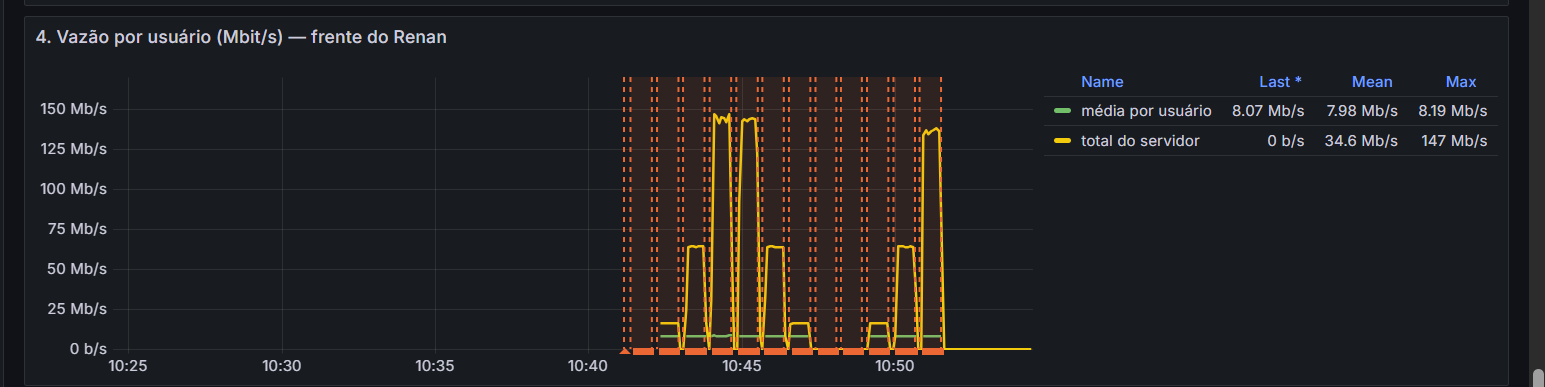 4. Vazão por usuário (Mbit/s) — frente do Renan
150 Mb/s
125 Mb/s
100 Mb/s
75 Mb/s
50 Mb/s
25 Mb/s
0 b/s
10:25 10:30 10:35 10:40 10:45 10:50
Name Last * Mean Max
média por usuário 8.07 Mb/s 7.98 Mb/s 8.19 Mb/s
total do servidor 0 b/s 34.6 Mb/s 147 Mb/s